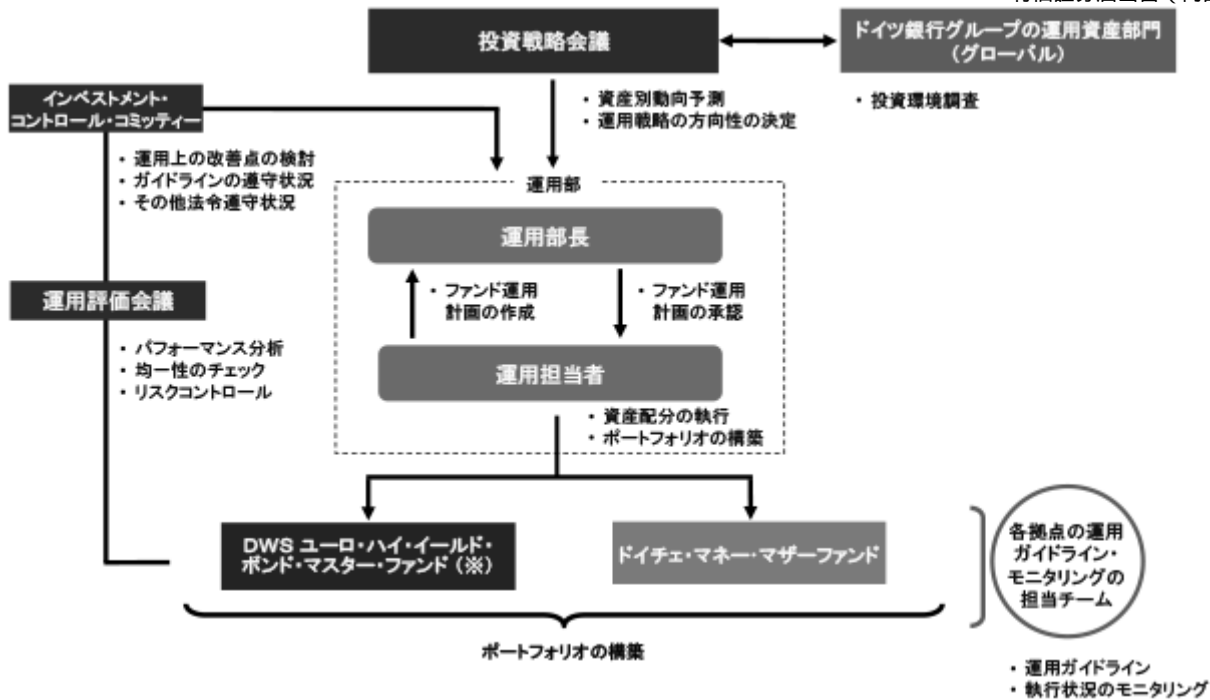 投資戦略会議
ドイツ銀行グループの運用資産部門
（グローバル）
・ 資産別動向予測
・ 運用戦略の方向性の決定
・ 投資環境調査
インベストメント・
コントロール・コミッティー
・ 運用上の改善点の検討
・ ガイドラインの遵守状況
・ その他法令遵守状況
運用部
運用部長
・ ファンド運用
計画の作成
・ ファンド運用
計画の承認
運用評価会議
・ パフォーマンス分析
・ 均一性のチェック
・ リスクコントロール
運用担当者
・ 資産配分の執行
・ ポートフォリオの構築
DWS ユーロ・ハイ・イールド・
ボンド・マスター・ファンド（※）
ドイチェ・マネー・マザーファンド
各拠点の運用
ガイドライン・
モニタリングの
担当チーム
ポートフォリオの構築
・ 運用ガイドライン
・ 執行状況のモニタリング